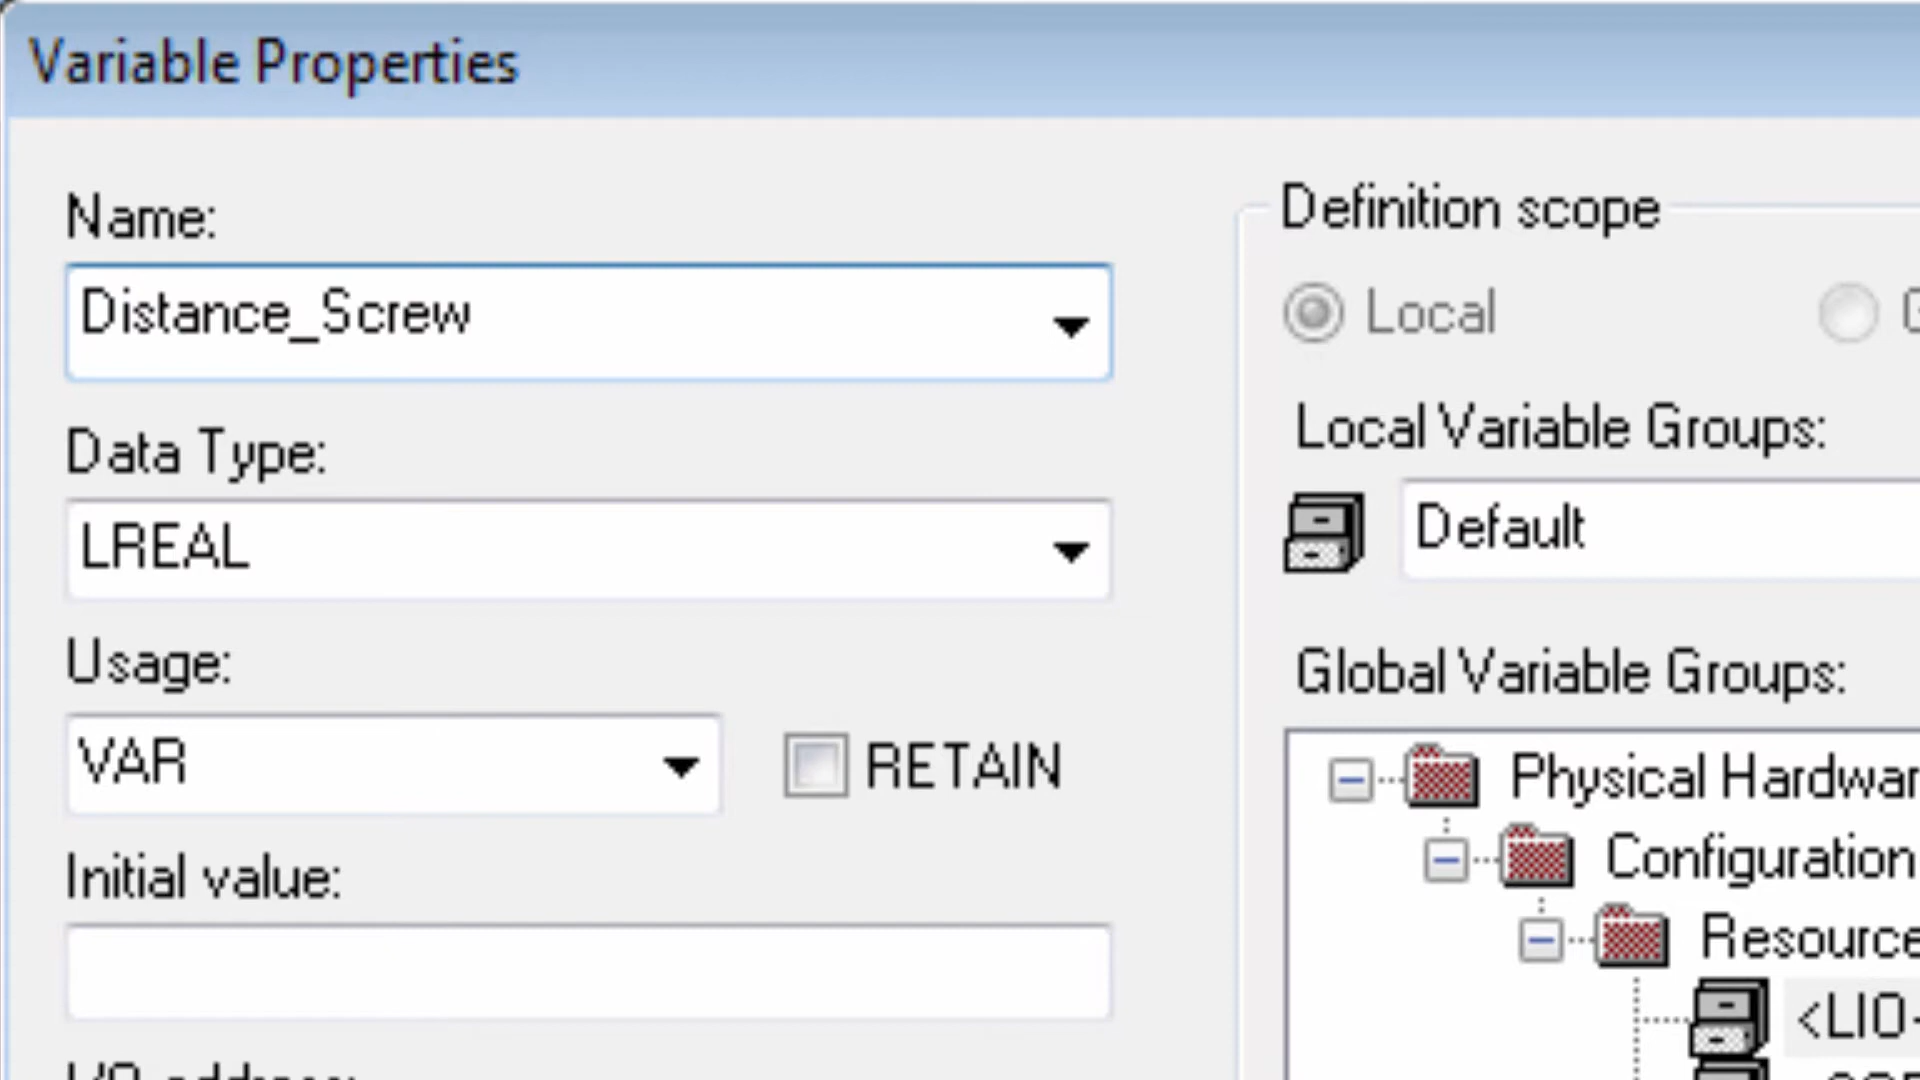 Variable Properties
Name:
Distance_Screw
Data Type:
LREAL
Usage:
VAR
RETAIN
Initial value:
Definition scope
Local
Local Variable Groups:
Default
Global Variable Groups:
Physical Hardwar
Configuration
Resource
<LIO-